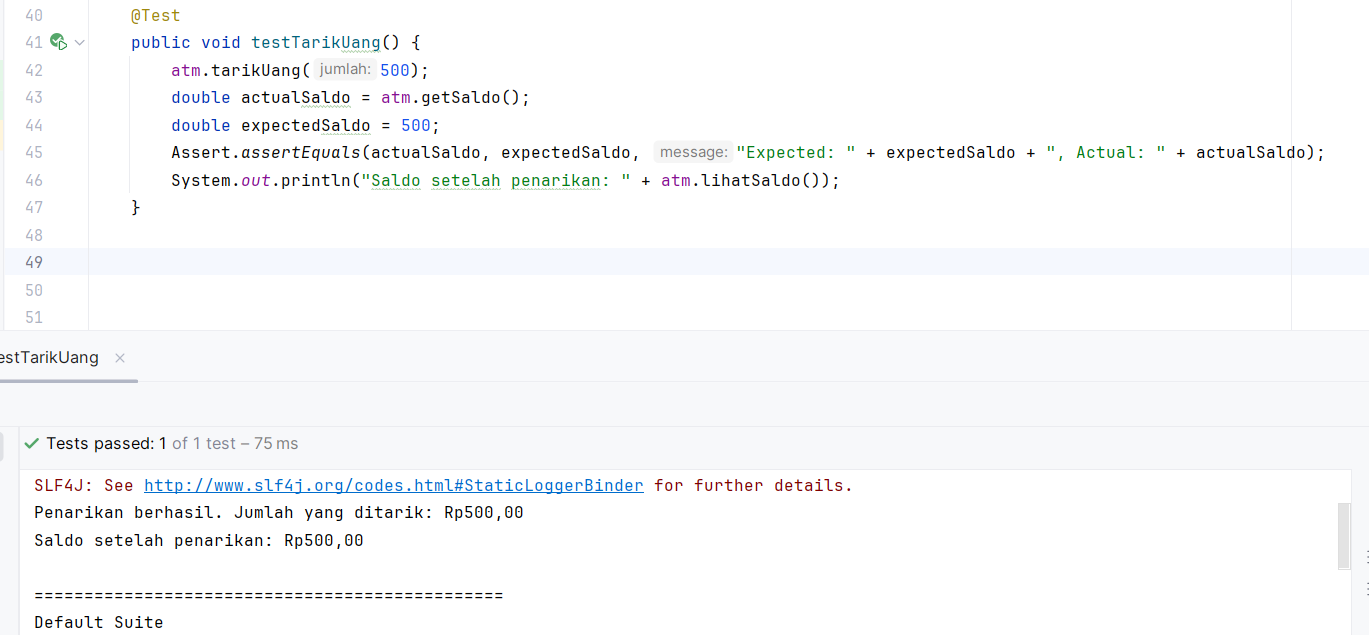 40 @Test
41 public void testTarikUang() {
42 atm.tarikUang( jumlah: 500);
43 double actualSaldo = atm.getSaldo();
44 double expectedSaldo = 500;
45 Assert.assertEquals(actualSaldo, expectedSaldo, message: "Expected: " + expectedSaldo + ", Actual: " + actualSaldo);
46 System.out.println("Saldo setelah penarikan: " + atm.lihatSaldo());
47 }
48
49
50
51
estTarikUang ×
Tests passed: 1 of 1 test – 75 ms
SLF4J: See http://www.slf4j.org/codes.html#StaticLoggerBinder for further details.
Penarikan berhasil. Jumlah yang ditarik: Rp500,00
Saldo setelah penarikan: Rp500,00
===============================================
Default Suite